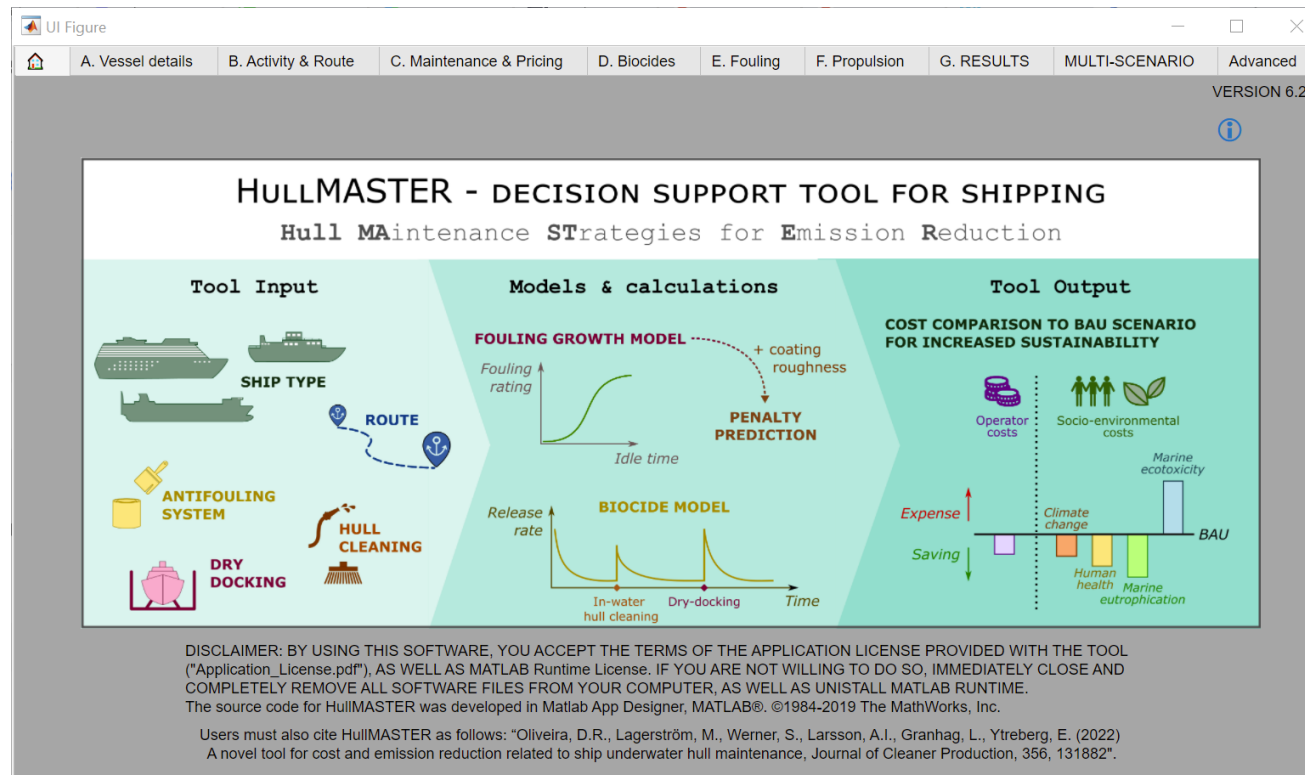 UI Figure
A. Vessel details
B. Activity & Route
C. Maintenance & Pricing
D. Biocides
E. Fouling
F. Propulsion
G. RESULTS
MULTI-SCENARIO
Advanced
VERSION 6.2
HULLMASTER - DECISION SUPPORT TOOL FOR SHIPPING
Hull MAintenance STrategies for Emission Reduction
Tool Input
SHIP TYPE
ROUTE
ANTIFOULING
SYSTEM
HULL
CLEANING
DRY
DOCKING
Models & calculations
FOULING GROWTH MODEL
+ coating
roughness
Fouling
rating
Idle time
PENALTY
PREDICTION
BIOCIDE MODEL
Release
rate
In-water
hull cleaning
Dry-docking
Time
Tool Output
COST COMPARISON TO BAU SCENARIO
FOR INCREASED SUSTAINABILITY
Operator
costs
Socio-environmental
costs
Marine
ecotoxicity
Expense
Climate
change
BAU
Saving
Human
health
Marine
eutrophication
DISCLAIMER: BY USING THIS SOFTWARE, YOU ACCEPT THE TERMS OF THE APPLICATION LICENSE PROVIDED WITH THE TOOL
("Application_License.pdf"), AS WELL AS MATLAB Runtime License. IF YOU ARE NOT WILLING TO DO SO, IMMEDIATELY CLOSE AND
COMPLETELY REMOVE ALL SOFTWARE FILES FROM YOUR COMPUTER, AS WELL AS UNISTALL MATLAB RUNTIME.
The source code for HullMASTER was developed in Matlab App Designer, MATLAB®. ©1984-2019 The MathWorks, Inc.
Users must also cite HullMASTER as follows: “Oliveira, D.R., Lagerström, M., Werner, S., Larsson, A.I., Granhag, L., Ytreberg, E. (2022)
A novel tool for cost and emission reduction related to ship underwater hull maintenance, Journal of Cleaner Production, 356, 131882".